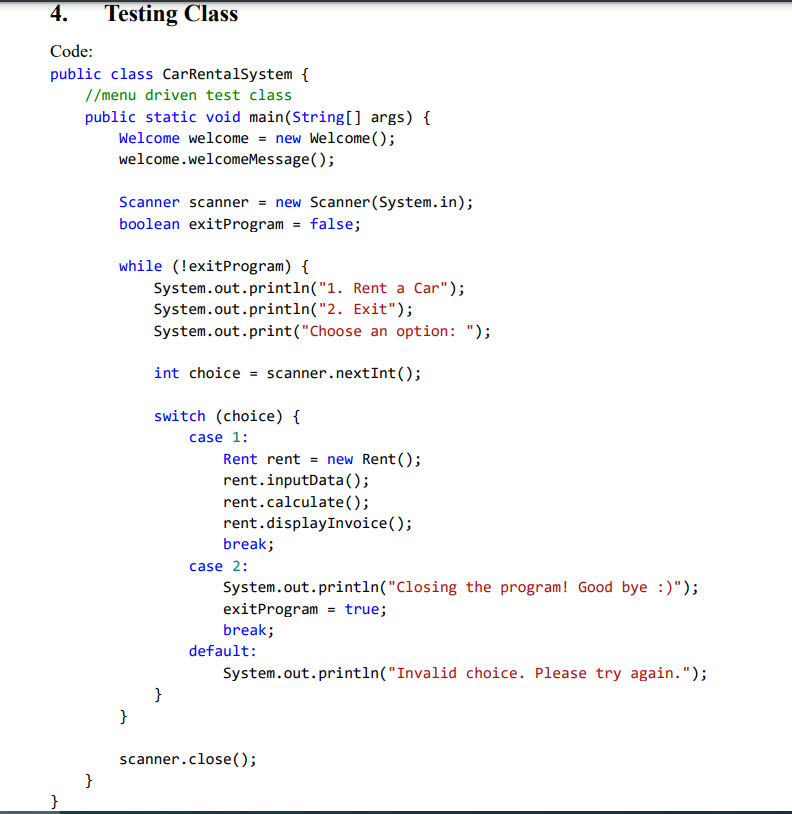 4. Testing Class
Code:
public class CarRentalSystem {
    //menu driven test class
    public static void main(String[] args) {
        Welcome welcome = new Welcome();
        welcome.welcomeMessage();

        Scanner scanner = new Scanner(System.in);
        boolean exitProgram = false;

        while (!exitProgram) {
            System.out.println("1. Rent a Car");
            System.out.println("2. Exit");
            System.out.print("Choose an option: ");

            int choice = scanner.nextInt();

            switch (choice) {
                case 1:
                    Rent rent = new Rent();
                    rent.inputData();
                    rent.calculate();
                    rent.displayInvoice();
                    break;
                case 2:
                    System.out.println("Closing the program! Good bye :)");
                    exitProgram = true;
                    break;
                default:
                    System.out.println("Invalid choice. Please try again.");
            }
        }

        scanner.close();
    }
}